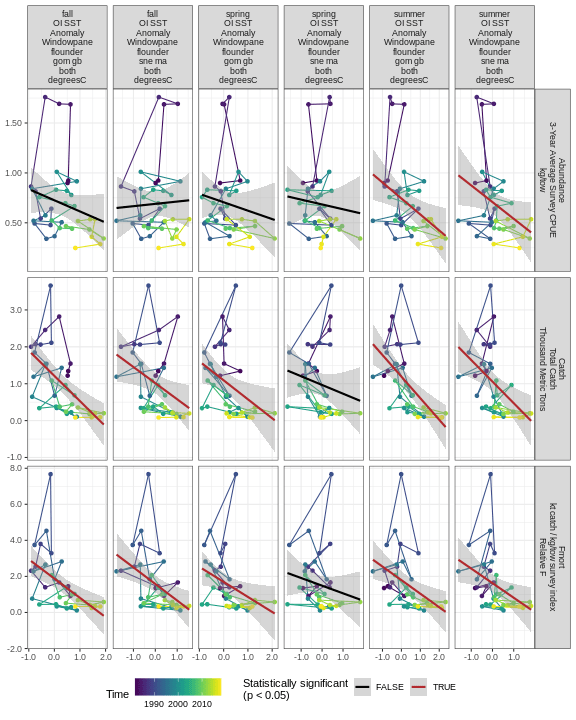 fall
OI SST
Anomaly
Windowpane
flounder
gom gb
both
degreesC
fall
OI SST
Anomaly
Windowpane
flounder
sne ma
both
degreesC
spring
OI SST
Anomaly
Windowpane
flounder
gom gb
both
degreesC
spring
OI SST
Anomaly
Windowpane
flounder
sne ma
both
degreesC
summer
OI SST
Anomaly
Windowpane
flounder
gom gb
both
degreesC
summer
OI SST
Anomaly
Windowpane
flounder
sne ma
both
degreesC
1.50
1.00
0.50
Abundance
3-Year Average Survey CPUE
kg/tow
3.0
2.0
1.0
0.0
-1.0
Catch
Total Catch
Thousand Metric Tons
8.0
6.0
4.0
2.0
0.0
-2.0
Fmort
kt catch / kg/tow survey index
Relative F
-1.0 0.0 1.0 2.0
-1.0 0.0 1.0
-1.0 0.0 1.0
-1.0 0.0 1.0
-1.0 0.0 1.0 2.0
-1.0 0.0 1.0
Time
1990 2000 2010
Statistically significant
(p < 0.05)
FALSE
TRUE